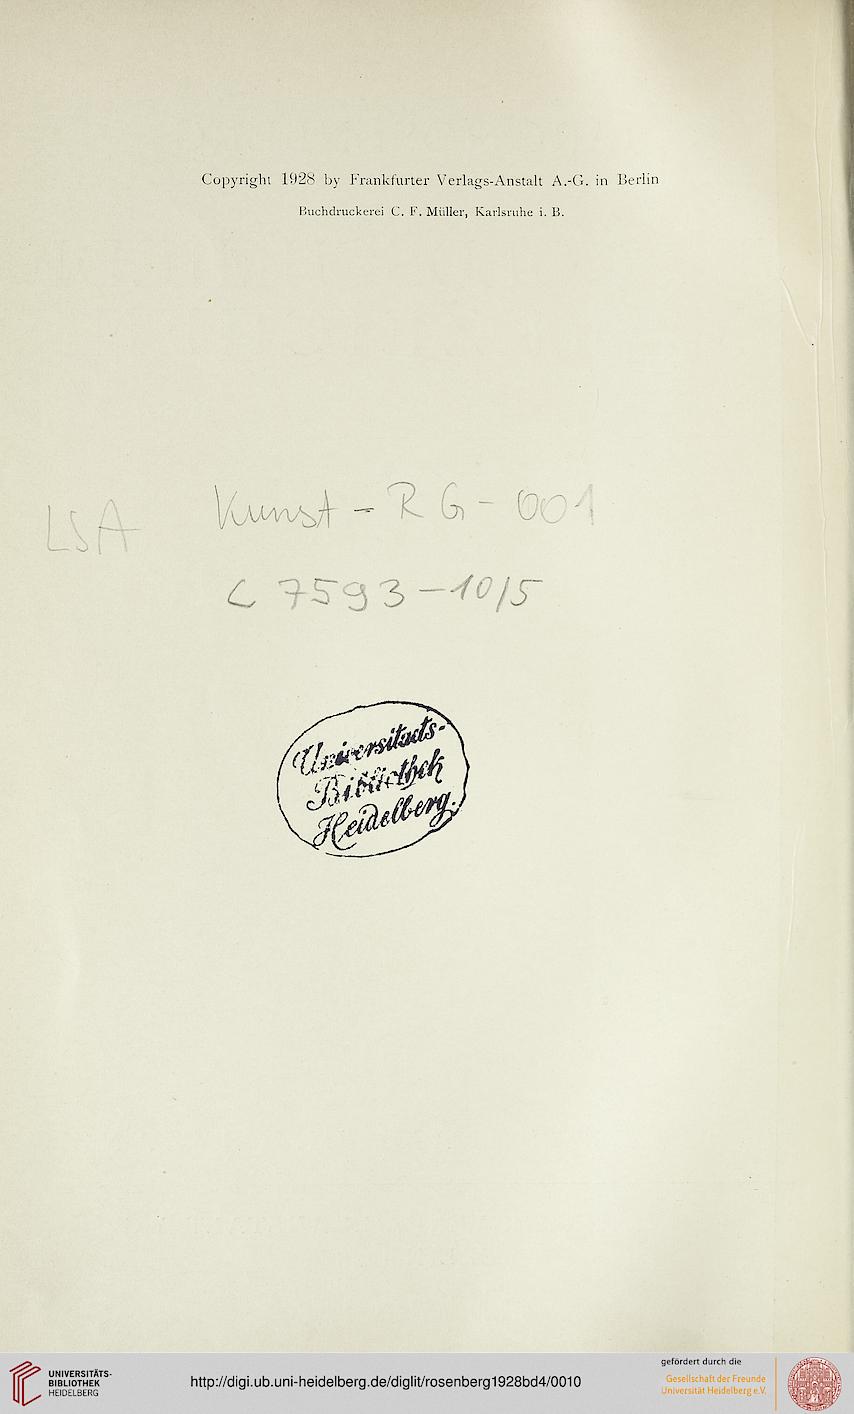 Copyright 1928 by Frankfurter Verlags-Anstalt A.-G. in Berlin
Buchdruckerei C. F. Müller, Karlsruhe i. B.
LSA Kunst - RG - 001
C 7593-10/5
Universitaets-
Bibliothek
Heidelberg.
UNIVERSITÄTS-
BIBLIOTHEK
HEIDELBERG
http://digi.ub.uni-heidelberg.de/diglit/rosenberg1928bd4/0010
gefördert durch die
Gesellschaft der Freunde
Universität Heidelberg e.V.